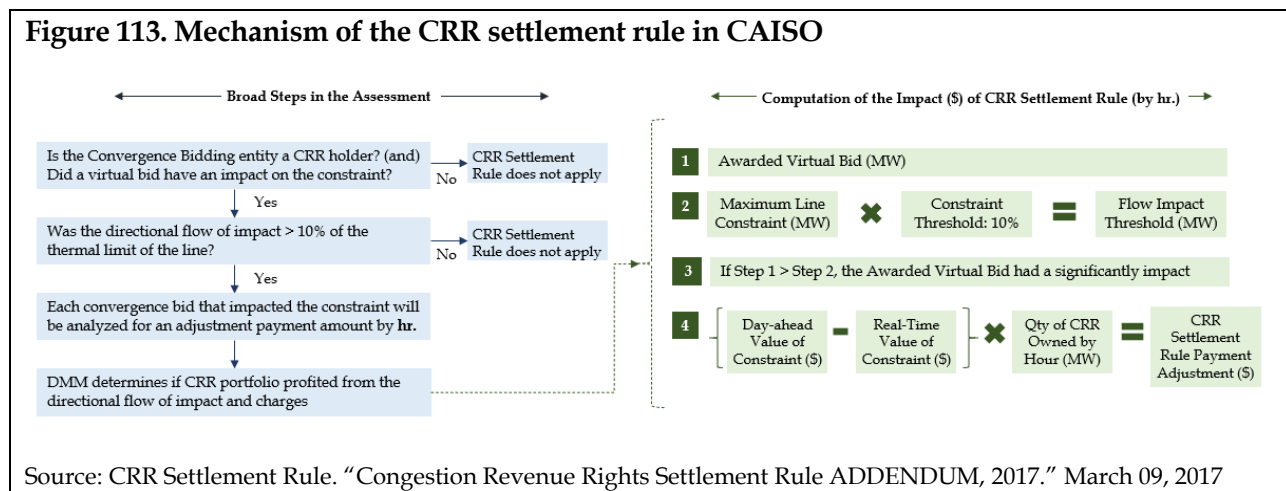 Figure 113. Mechanism of the CRR settlement rule in CAISO
Broad Steps in the Assessment
Is the Convergence Bidding entity a CRR holder? (and)
Did a virtual bid have an impact on the constraint?
No
CRR Settlement
Rule does not apply
Yes
Was the directional flow of impact > 10% of the
thermal limit of the line?
No
CRR Settlement
Rule does not apply
Yes
Each convergence bid that impacted the constraint will
be analyzed for an adjustment payment amount by hr.
DMM determines if CRR portfolio profited from the
directional flow of impact and charges
Computation of the Impact ($) of CRR Settlement Rule (by hr.)
1
Awarded Virtual Bid (MW)
2
Maximum Line
Constraint (MW)
✖
Constraint
Threshold: 10%
=
Flow Impact
Threshold (MW)
3
If Step 1 > Step 2, the Awarded Virtual Bid had a significantly impact
4
Day-ahead
Value of
Constraint ($)
-
Real-Time
Value of
Constraint ($)
✖
Qty of CRR
Owned by
Hour (MW)
=
CRR
Settlement
Rule Payment
Adjustment ($)
Source: CRR Settlement Rule. “Congestion Revenue Rights Settlement Rule ADDENDUM, 2017.” March 09, 2017